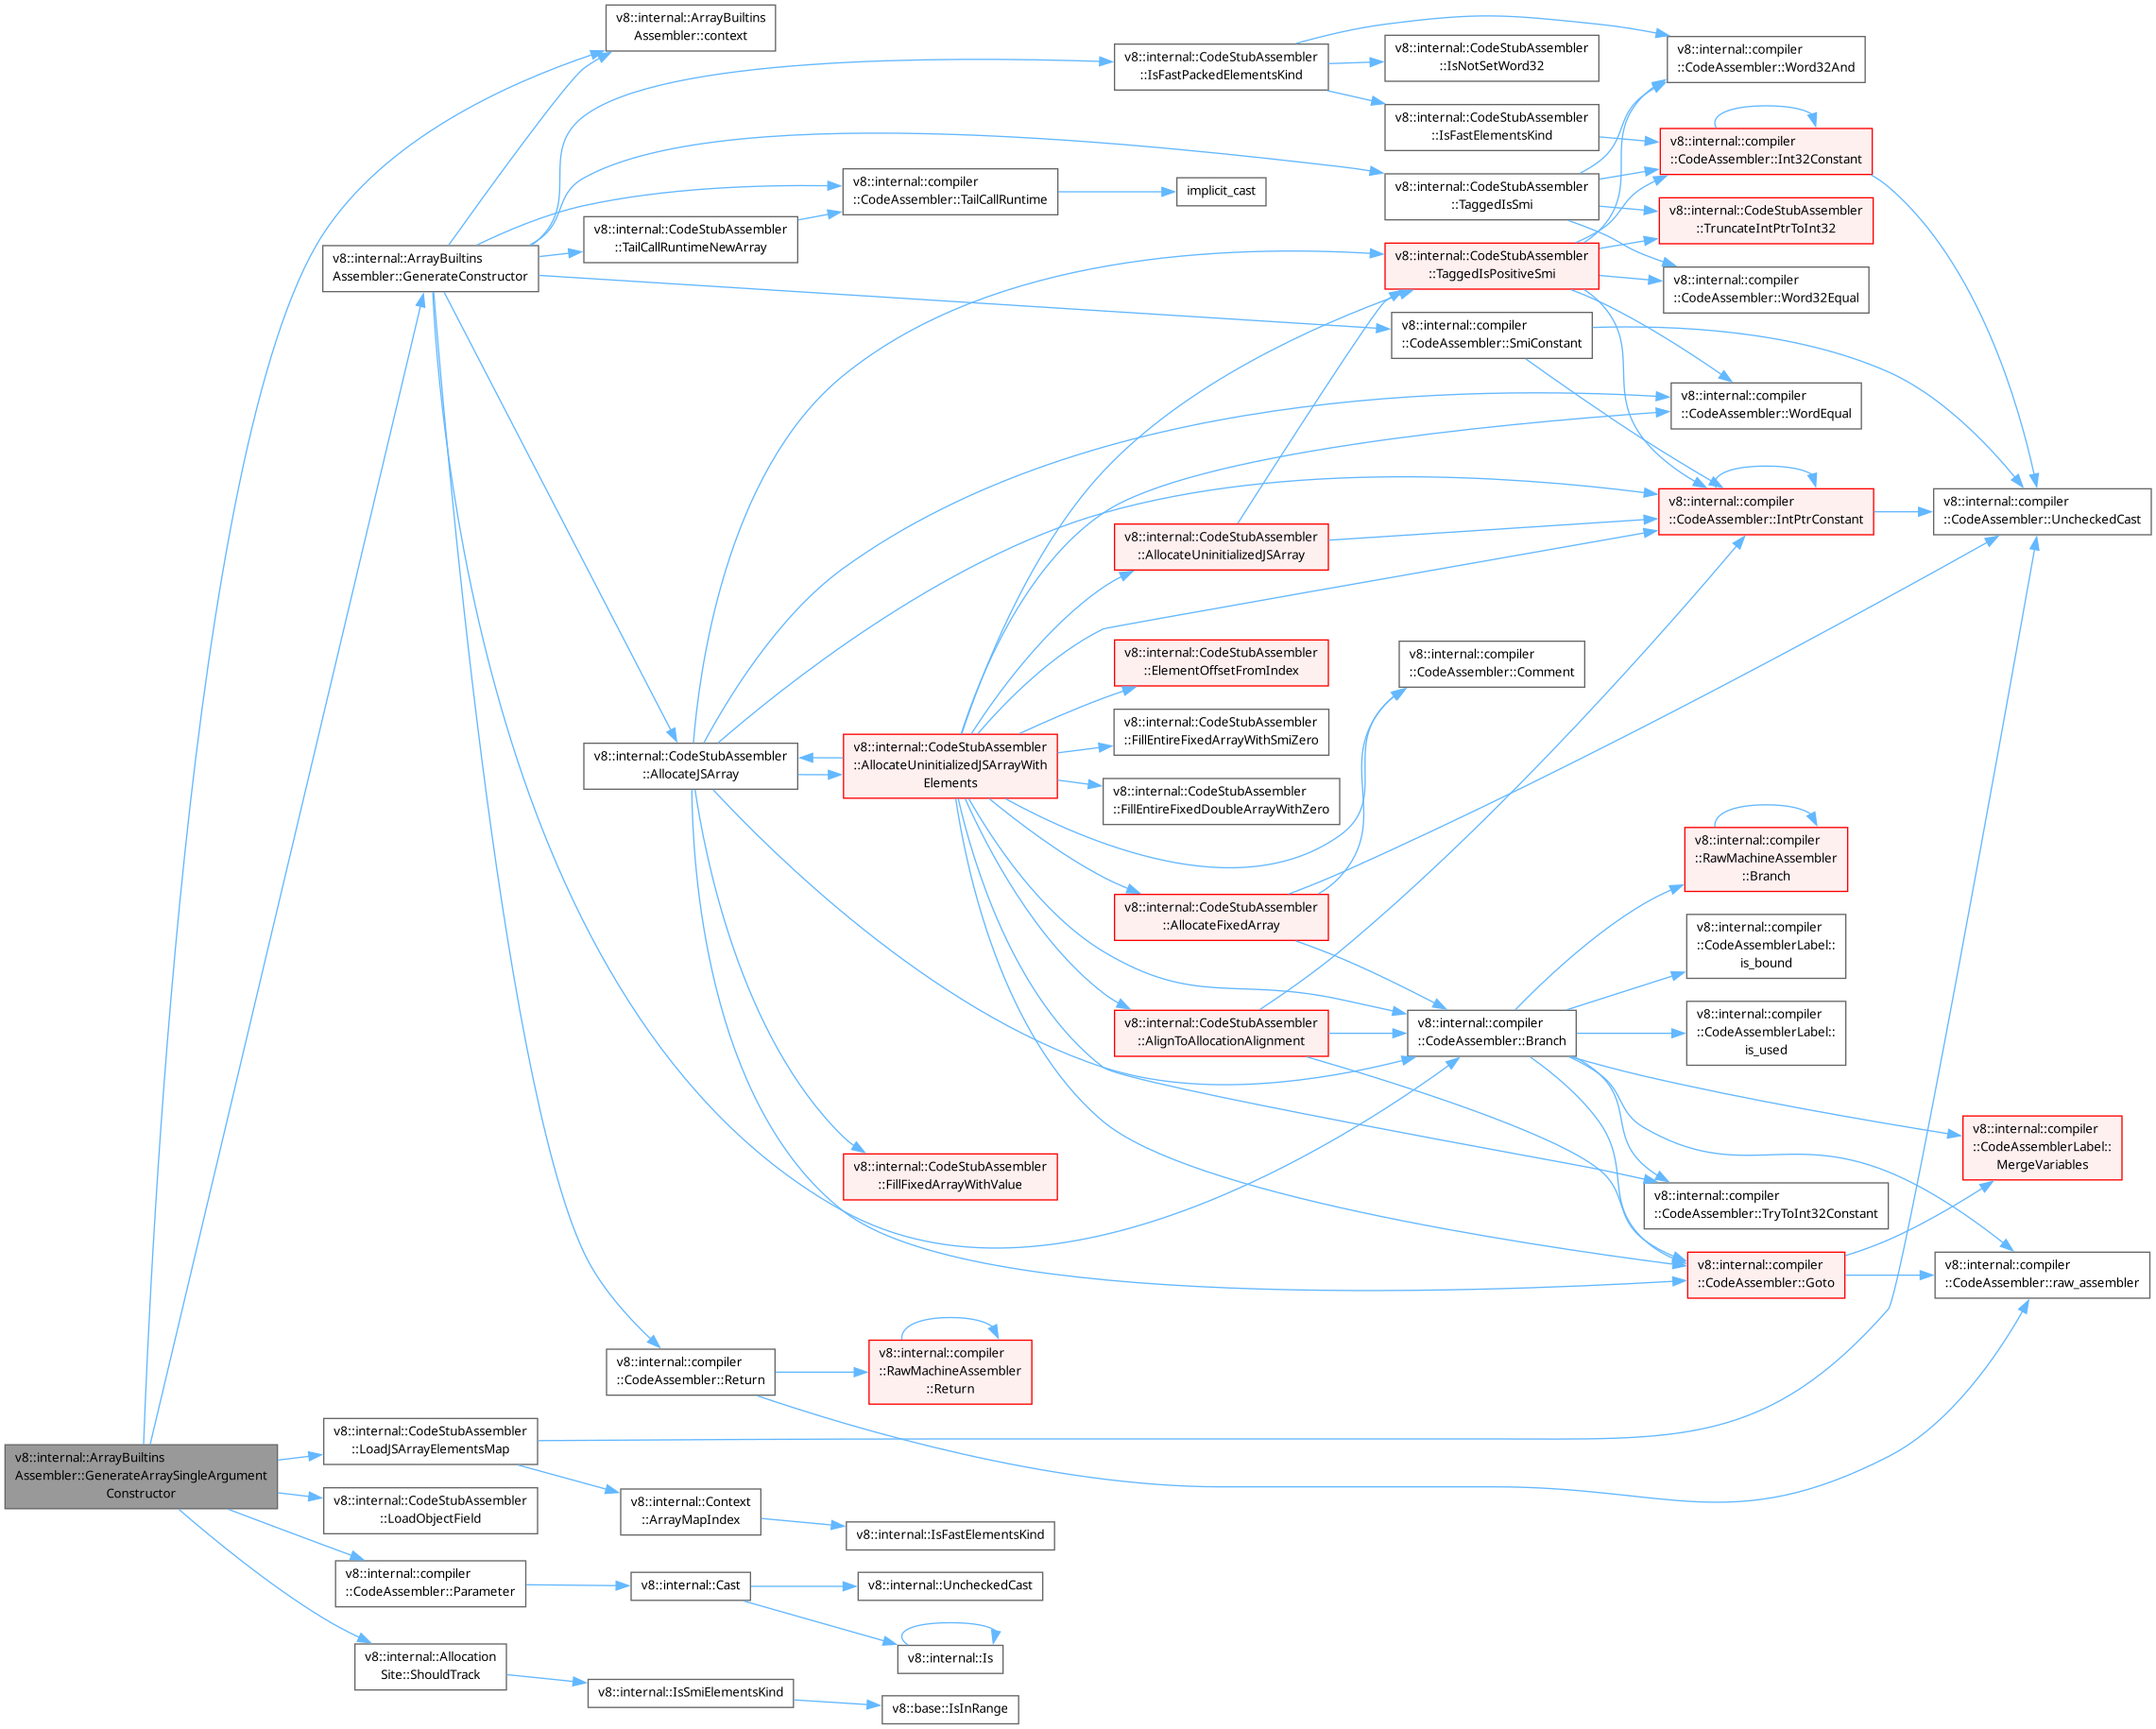 v8::internal::ArrayBuiltins
Assembler::context
v8::internal::CodeStubAssembler
::IsFastPackedElementsKind
v8::internal::CodeStubAssembler
::IsNotSetWord32
v8::internal::compiler
::CodeAssembler::Word32And
v8::internal::CodeStubAssembler
::IsFastElementsKind
v8::internal::compiler
::CodeAssembler::Int32Constant
v8::internal::compiler
::CodeAssembler::TailCallRuntime
implicit_cast
v8::internal::CodeStubAssembler
::TaggedIsSmi
v8::internal::CodeStubAssembler
::TruncateIntPtrToInt32
v8::internal::CodeStubAssembler
::TailCallRuntimeNewArray
v8::internal::ArrayBuiltins
Assembler::GenerateConstructor
v8::internal::CodeStubAssembler
::TaggedIsPositiveSmi
v8::internal::compiler
::CodeAssembler::Word32Equal
v8::internal::compiler
::CodeAssembler::SmiConstant
v8::internal::compiler
::CodeAssembler::WordEqual
v8::internal::CodeStubAssembler
::AllocateUninitializedJSArray
v8::internal::compiler
::CodeAssembler::IntPtrConstant
v8::internal::compiler
::CodeAssembler::UncheckedCast
v8::internal::CodeStubAssembler
::ElementOffsetFromIndex
v8::internal::compiler
::CodeAssembler::Comment
v8::internal::CodeStubAssembler
::FillEntireFixedArrayWithSmiZero
v8::internal::CodeStubAssembler
::AllocateJSArray
v8::internal::CodeStubAssembler
::AllocateUninitializedJSArrayWith
Elements
v8::internal::CodeStubAssembler
::FillEntireFixedDoubleArrayWithZero
v8::internal::compiler
::RawMachineAssembler
::Branch
v8::internal::CodeStubAssembler
::AllocateFixedArray
v8::internal::compiler
::CodeAssemblerLabel::
is_bound
v8::internal::CodeStubAssembler
::AlignToAllocationAlignment
v8::internal::compiler
::CodeAssembler::Branch
v8::internal::compiler
::CodeAssemblerLabel::
is_used
v8::internal::compiler
::CodeAssemblerLabel::
MergeVariables
v8::internal::CodeStubAssembler
::FillFixedArrayWithValue
v8::internal::compiler
::CodeAssembler::TryToInt32Constant
v8::internal::compiler
::CodeAssembler::Goto
v8::internal::compiler
::CodeAssembler::raw_assembler
v8::internal::compiler
::CodeAssembler::Return
v8::internal::compiler
::RawMachineAssembler
::Return
v8::internal::ArrayBuiltins
Assembler::GenerateArraySingleArgument
Constructor
v8::internal::CodeStubAssembler
::LoadJSArrayElementsMap
v8::internal::CodeStubAssembler
::LoadObjectField
v8::internal::Context
::ArrayMapIndex
v8::internal::IsFastElementsKind
v8::internal::compiler
::CodeAssembler::Parameter
v8::internal::Cast
v8::internal::UncheckedCast
v8::internal::Is
v8::internal::Allocation
Site::ShouldTrack
v8::internal::IsSmiElementsKind
v8::base::IsInRange